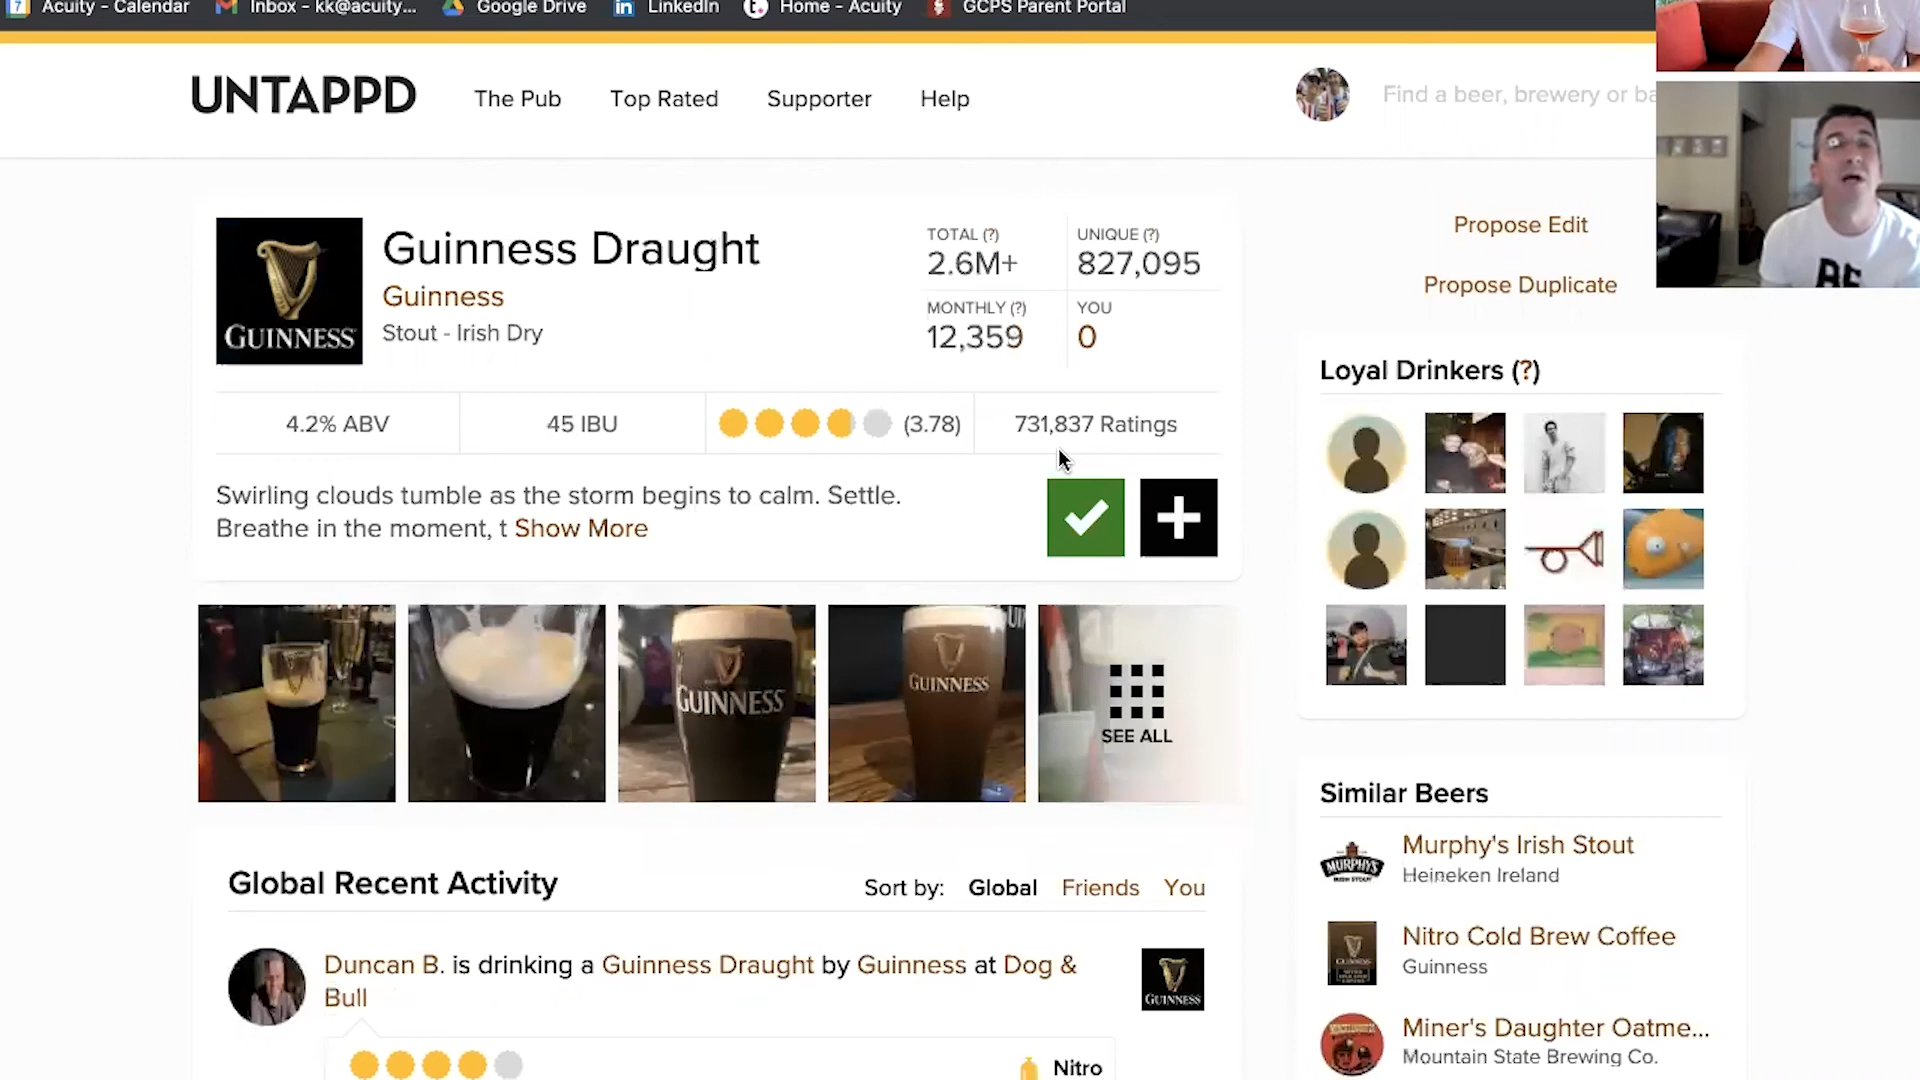 Acuity - Calendar
Inbox - kk@acuity...
Google Drive
in
LinkedIn
t.
Home - Acuity
GCPS Parent Portal
UNTAPPD
The Pub
Top Rated
Supporter
Help
Find a beer, brewery or ba
GUINNESS
Guinness Draught
Guinness
Stout - Irish Dry
TOTAL (?)
2.6M+
UNIQUE (?)
827,095
MONTHLY (?)
12,359
YOU
0
Propose Edit
Propose Duplicate
BE
4.2% ABV
45 IBU
(3.78)
731,837 Ratings
Swirling clouds tumble as the storm begins to calm. Settle.
Breathe in the moment, t Show More
Loyal Drinkers (?)
GUINNESS
GUINNESS
SEE ALL
Similar Beers
MURPHYS
Murphy's Irish Stout
Heineken Ireland
Nitro Cold Brew Coffee
Guinness
Miner's Daughter Oatme...
Mountain State Brewing Co.
Global Recent Activity
Sort by:
Global
Friends
You
Duncan B. is drinking a Guinness Draught by Guinness at Dog &
Bull
GUINNESS
Nitro